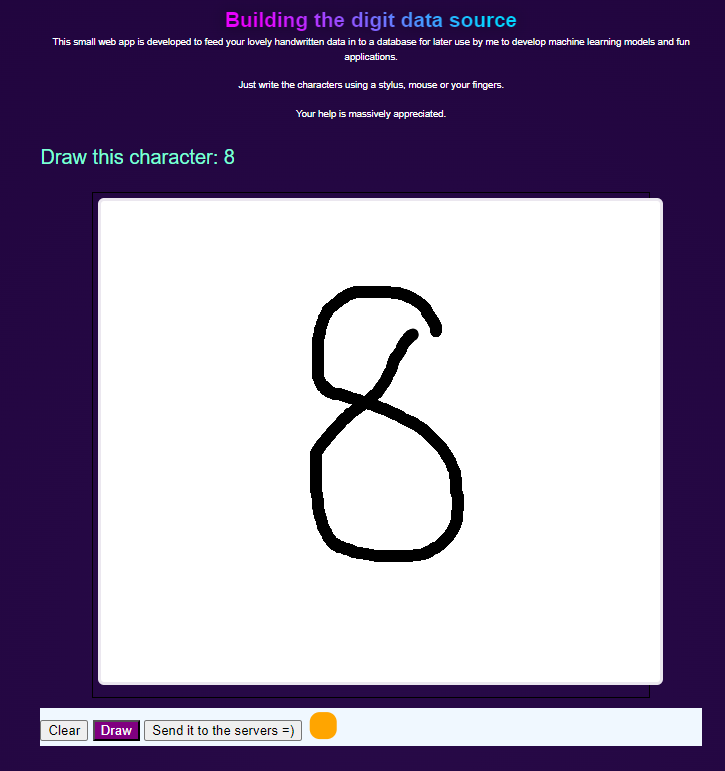 Building the digit data source
This small web app is developed to feed your lovely handwritten data in to a database for later use by me to develop machine learning models and fun
applications.
Just write the characters using a stylus, mouse or your fingers.
Your help is massively appreciated.
Draw this character: 8
8
Clear Draw Send it to the servers =)